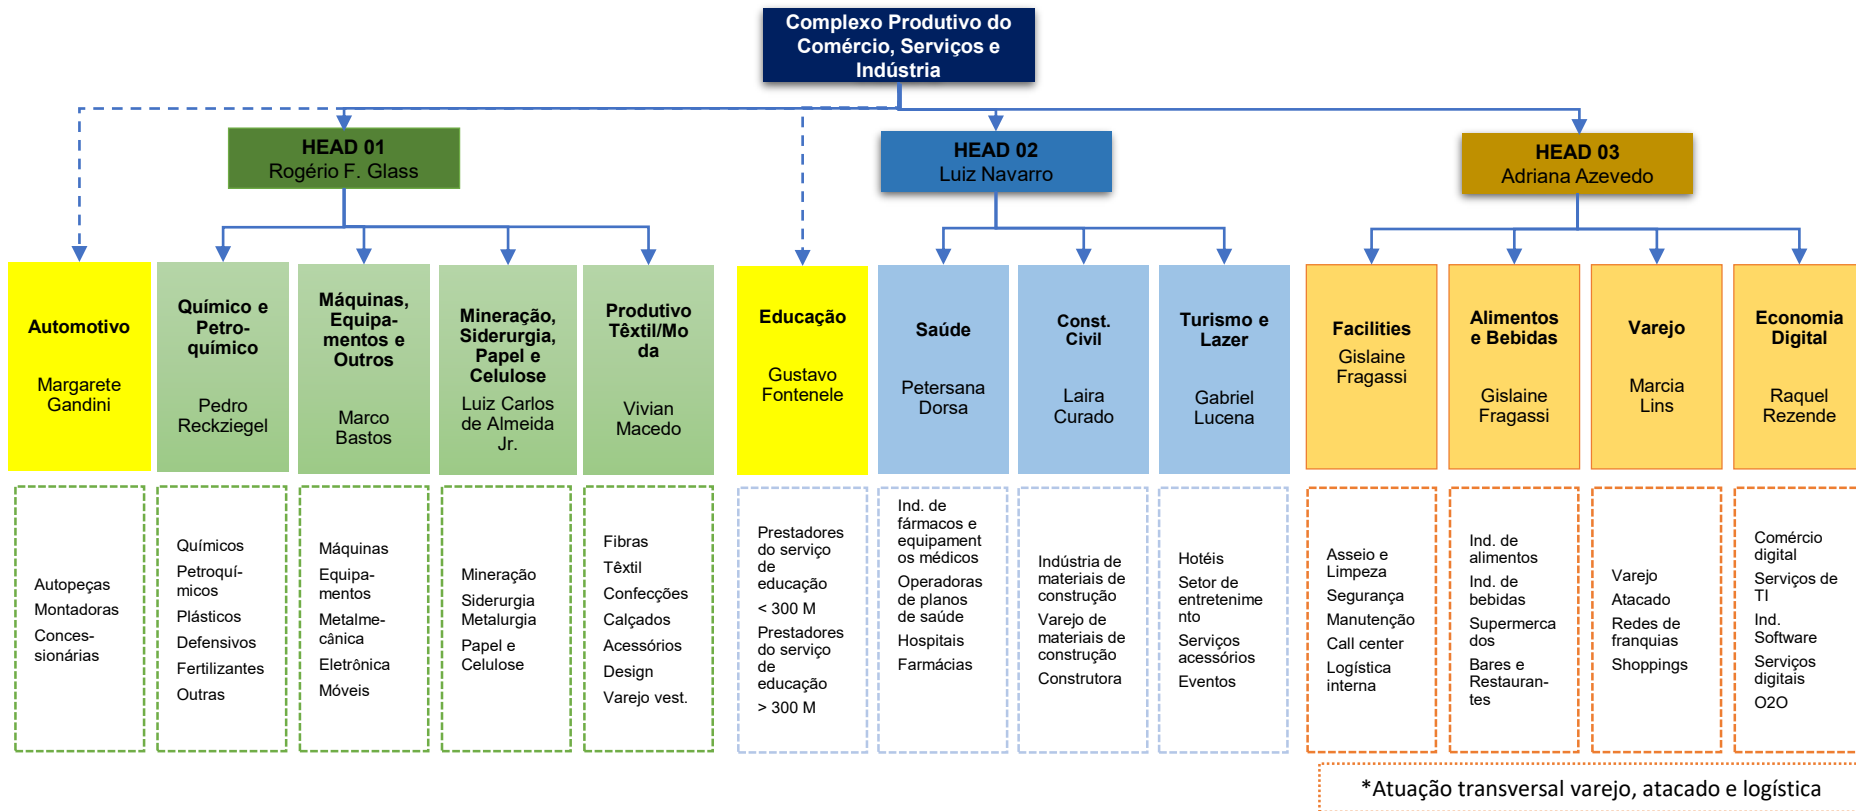 Complexo Produtivo do
Comércio, Serviços e
Indústria
HEAD 01
Rogério F. Glass
HEAD 02
Luiz Navarro
HEAD 03
Adriana Azevedo
Automotivo
Margarete
Gandini
Químico e
Petro-
químico
Pedro
Reckziegel
Máquinas,
Equipa-
mentos e
Outros
Marco
Bastos
Mineração,
Siderurgia,
Papel e
Celulose
Luiz Carlos
de Almeida
Jr.
Produtivo
Têxtil/Mo
da
Vivian
Macedo
Educação
Gustavo
Fontenele
Saúde
Petersana
Dorsa
Const.
Civil
Laira
Curado
Turismo e
Lazer
Gabriel
Lucena
Facilities
Gislaine
Fragassi
Alimentos
e Bebidas
Gislaine
Fragassi
Varejo
Marcia
Lins
Economia
Digital
Raquel
Rezende
Autopeças
Montadoras
Conces-
sionárias
Químicos
Petroquí-
micos
Plásticos
Defensivos
Fertilizantes
Outras
Máquinas
Equipa-
mentos
Metalme-
cânica
Eletrônica
Móveis
Mineração
Siderurgia
Metalurgia
Papel e
Celulose
Fibras
Têxtil
Confecções
Calçados
Acessórios
Design
Varejo vest.
Prestadores
do serviço
de
educação
< 300 M
Prestadores
do serviço
de
educação
> 300 M
Ind. de
fármacos e
equipament
os médicos
Operadoras
de planos
de saúde
Hospitais
Farmácias
Indústria de
materiais de
construção
Varejo de
materiais de
construção
Construtora
Hotéis
Setor de
entretenime
nto
Serviços
acessórios
Eventos
Asseio e
Limpeza
Segurança
Manutenção
Call center
Logística
interna
Ind. de
alimentos
Ind. de
bebidas
Supermerca
dos
Bares e
Restauran-
tes
Varejo
Atacado
Redes de
franquias
Shoppings
Comércio
digital
Serviços de
TI
Ind.
Software
Serviços
digitais
O2O
*Atuação transversal varejo, atacado e logística